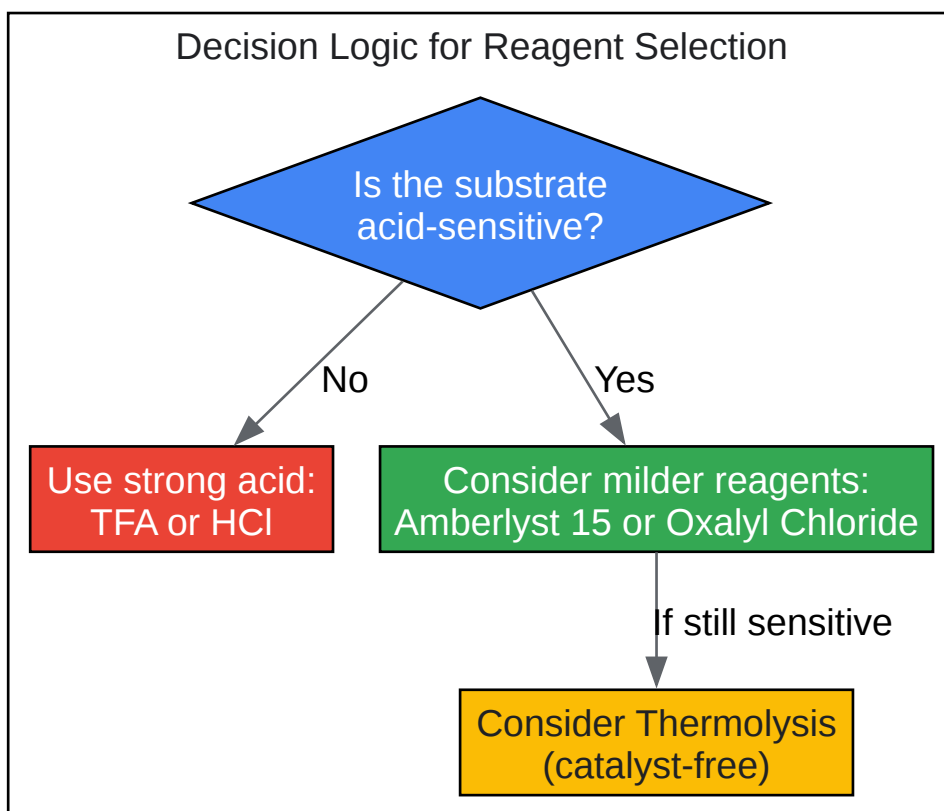 Decision Logic for Reagent Selection
Is the substrate
acid-sensitive?
No
Yes
Use strong acid:
TFA or HCl
Consider milder reagents:
Amberlyst 15 or Oxalyl Chloride
If still sensitive
Consider Thermolysis
(catalyst-free)